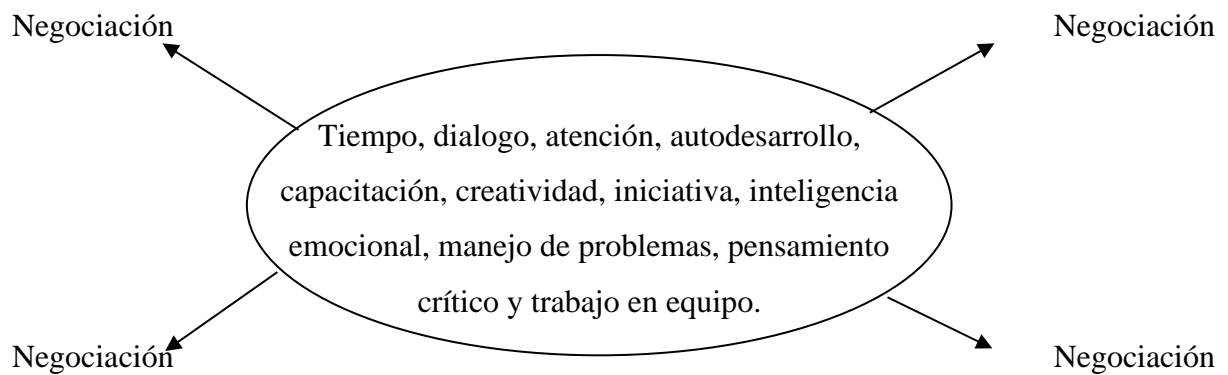 Negociación
Negociación
Tiempo, dialogo, atención, autodesarrollo,
capacitación, creatividad, iniciativa, inteligencia
emocional, manejo de problemas, pensamiento
crítico y trabajo en equipo.
Negociación
Negociación